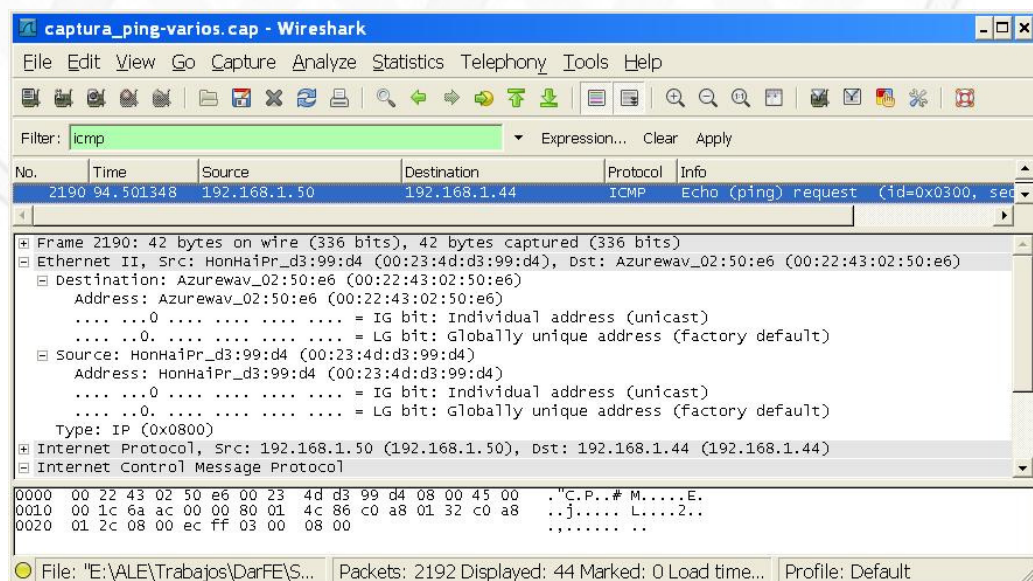 captura_ping-varios.cap - Wireshark
File Edit View Go Capture Analyze Statistics Telephony Tools Help
Filter: icmp Expression... Clear Apply
No. Time Source Destination Protocol Info
2190 94.501348 192.168.1.50 192.168.1.44 ICMP Echo (ping) request (id=0x0300, sec
Frame 2190: 42 bytes on wire (336 bits), 42 bytes captured (336 bits)
Ethernet II, Src: HonHaiPr_d3:99:d4 (00:23:4d:d3:99:d4), Dst: Azurewav_02:50:e6 (00:22:43:02:50:e6)
Destination: Azurewav_02:50:e6 (00:22:43:02:50:e6)
Address: Azurewav_02:50:e6 (00:22:43:02:50:e6)
.... ...0 .... .... .... .... = IG bit: Individual address (unicast)
.... ..0. .... .... .... .... = LG bit: Globally unique address (factory default)
Source: HonHaiPr_d3:99:d4 (00:23:4d:d3:99:d4)
Address: HonHaiPr_d3:99:d4 (00:23:4d:d3:99:d4)
.... ...0 .... .... .... .... = IG bit: Individual address (unicast)
.... ..0. .... .... .... .... = LG bit: Globally unique address (factory default)
Type: IP (0x0800)
Internet Protocol, Src: 192.168.1.50 (192.168.1.50), Dst: 192.168.1.44 (192.168.1.44)
Internet Control Message Protocol
0000 00 22 43 02 50 e6 00 23 4d d3 99 d4 08 00 45 00 ."C.P..# M.....E.
0010 00 1c 6a ac 00 00 80 01 4c 86 c0 a8 01 32 c0 a8 ..j..... L....2..
0020 01 2c 08 00 ec ff 03 00 08 00 .,...... ..
File: "E:\ALE\Trabajos\DarFE\S... Packets: 2192 Displayed: 44 Marked: 0 Load time... Profile: Default